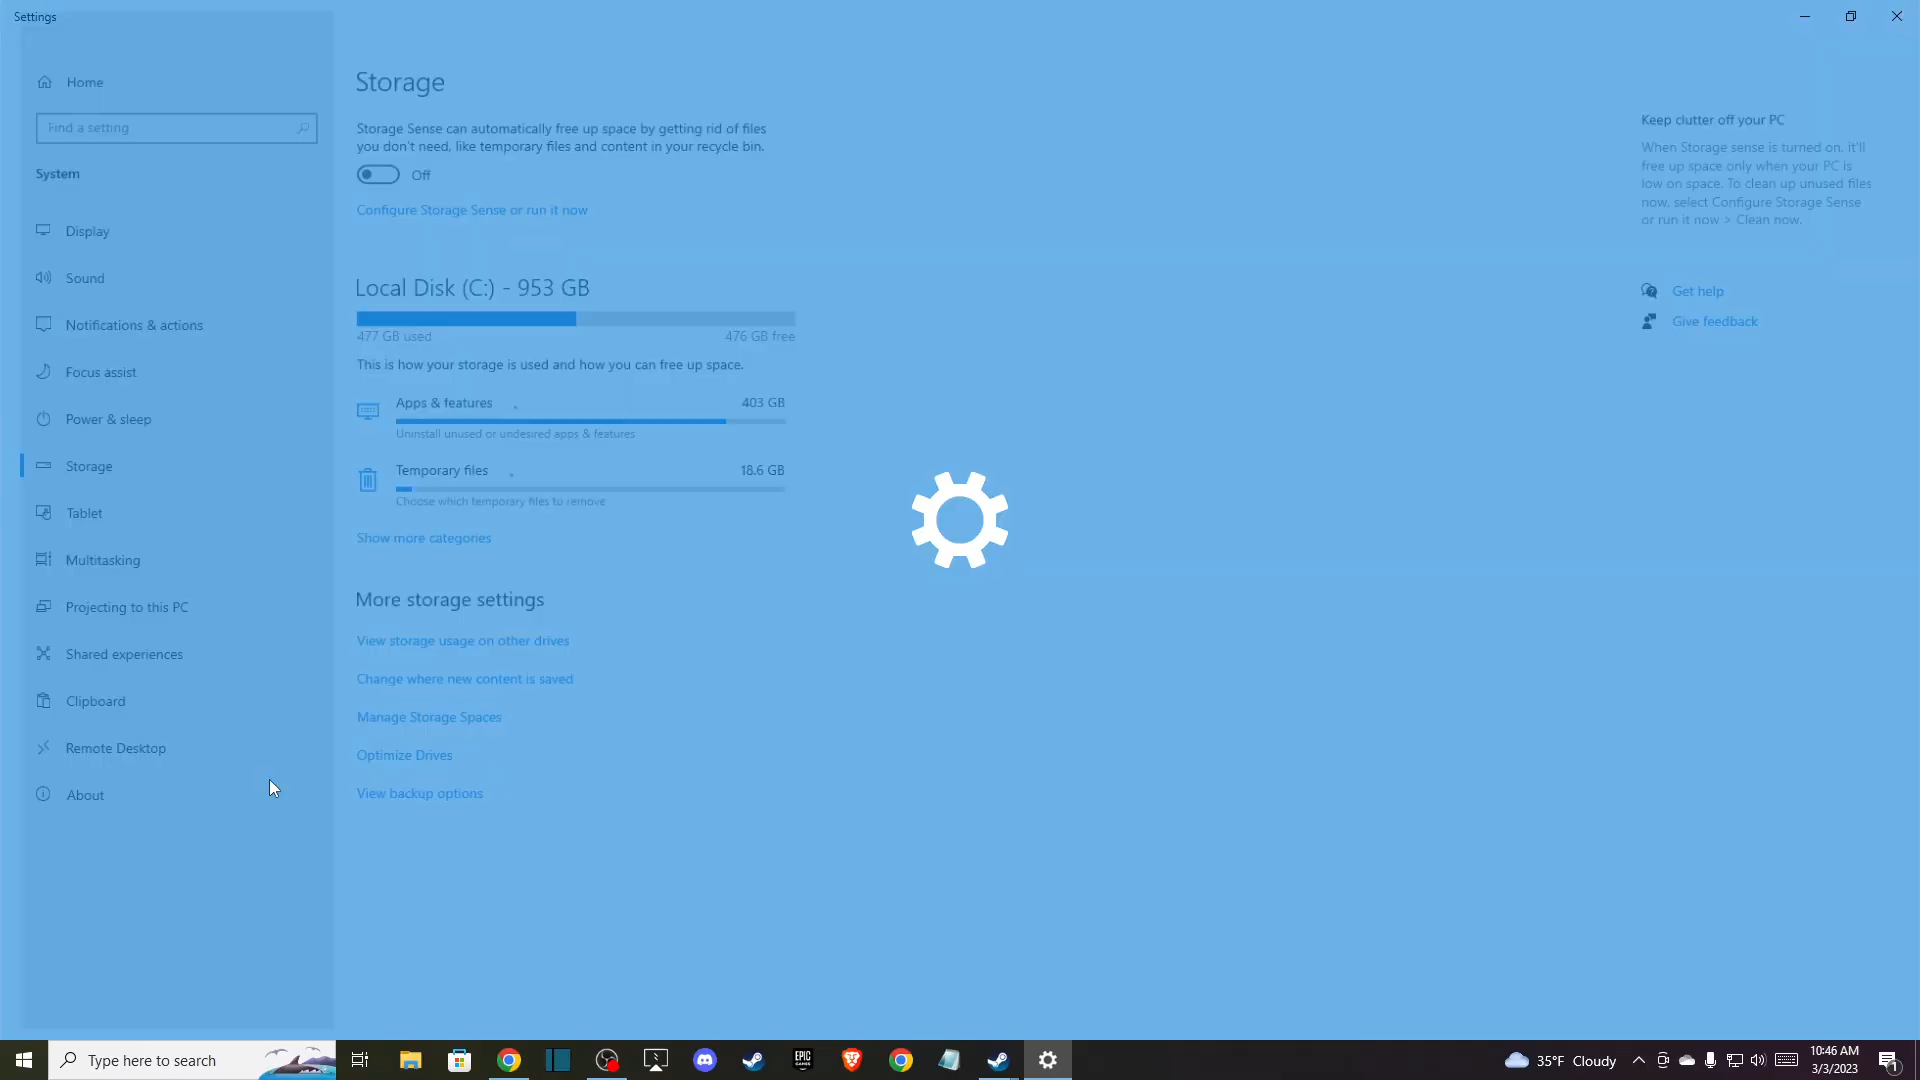 Settings
Home
Find a setting
System
Display
Sound
Notifications & actions
Focus assist
Power & sleep
Storage
Tablet
Multitasking
Projecting to this PC
Shared experiences
Clipboard
Remote Desktop
About
Storage
Storage Sense can automatically free up space by getting rid of files
you don't need, like temporary files and content in your recycle bin.
Off
Configure Storage Sense or run it now
Local Disk (C:) - 953 GB
477 GB used 476 GB free
This is how your storage is used and how you can free up space.
Apps & features 403 GB
Uninstall unused or undesired apps & features
Temporary files 18.6 GB
Choose which temporary files to remove
Show more categories
More storage settings
View storage usage on other drives
Change where new content is saved
Manage Storage Spaces
Optimize Drives
View backup options
Keep clutter off your PC
When Storage sense is turned on, it'll
free up space only when your PC is
low on space. To clean up unused files
now, select Configure Storage Sense
or run it now > Clean now.
Get help
Give feedback
Type here to search
EPIC
GAMES
35°F Cloudy
10:46 AM
3/3/2023
1